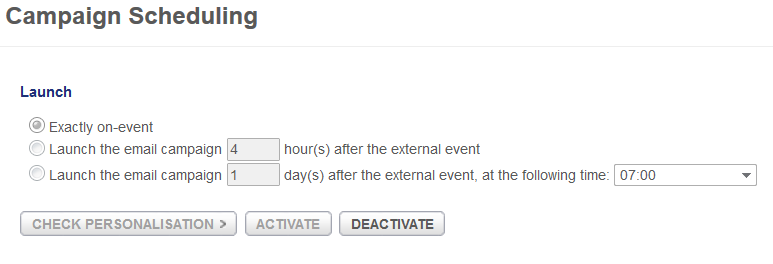 Campaign Scheduling
Launch
Exactly on-event
Launch the email campaign 4 hour(s) after the external event
Launch the email campaign 1 day(s) after the external event, at the following time: 07:00
CHECK PERSONALISATION > ACTIVATE DEACTIVATE